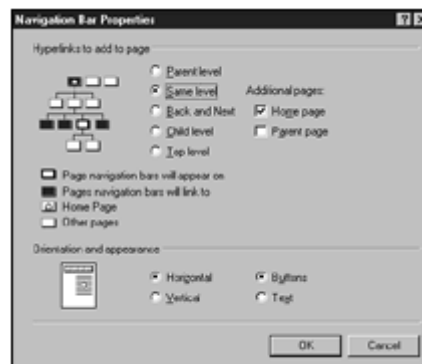 Navigation Bar Properties
Hyperlinks to add to page
Parent level
Same level
Additional pages:
Back and Next
Home page
Child level
Parent page
Top level
Page navigation bars will appear on
Pages navigation bars will link to
Home Page
Other pages
Orientation and appearance
Horizontal
Buttons
Vertical
Text
OK
Cancel